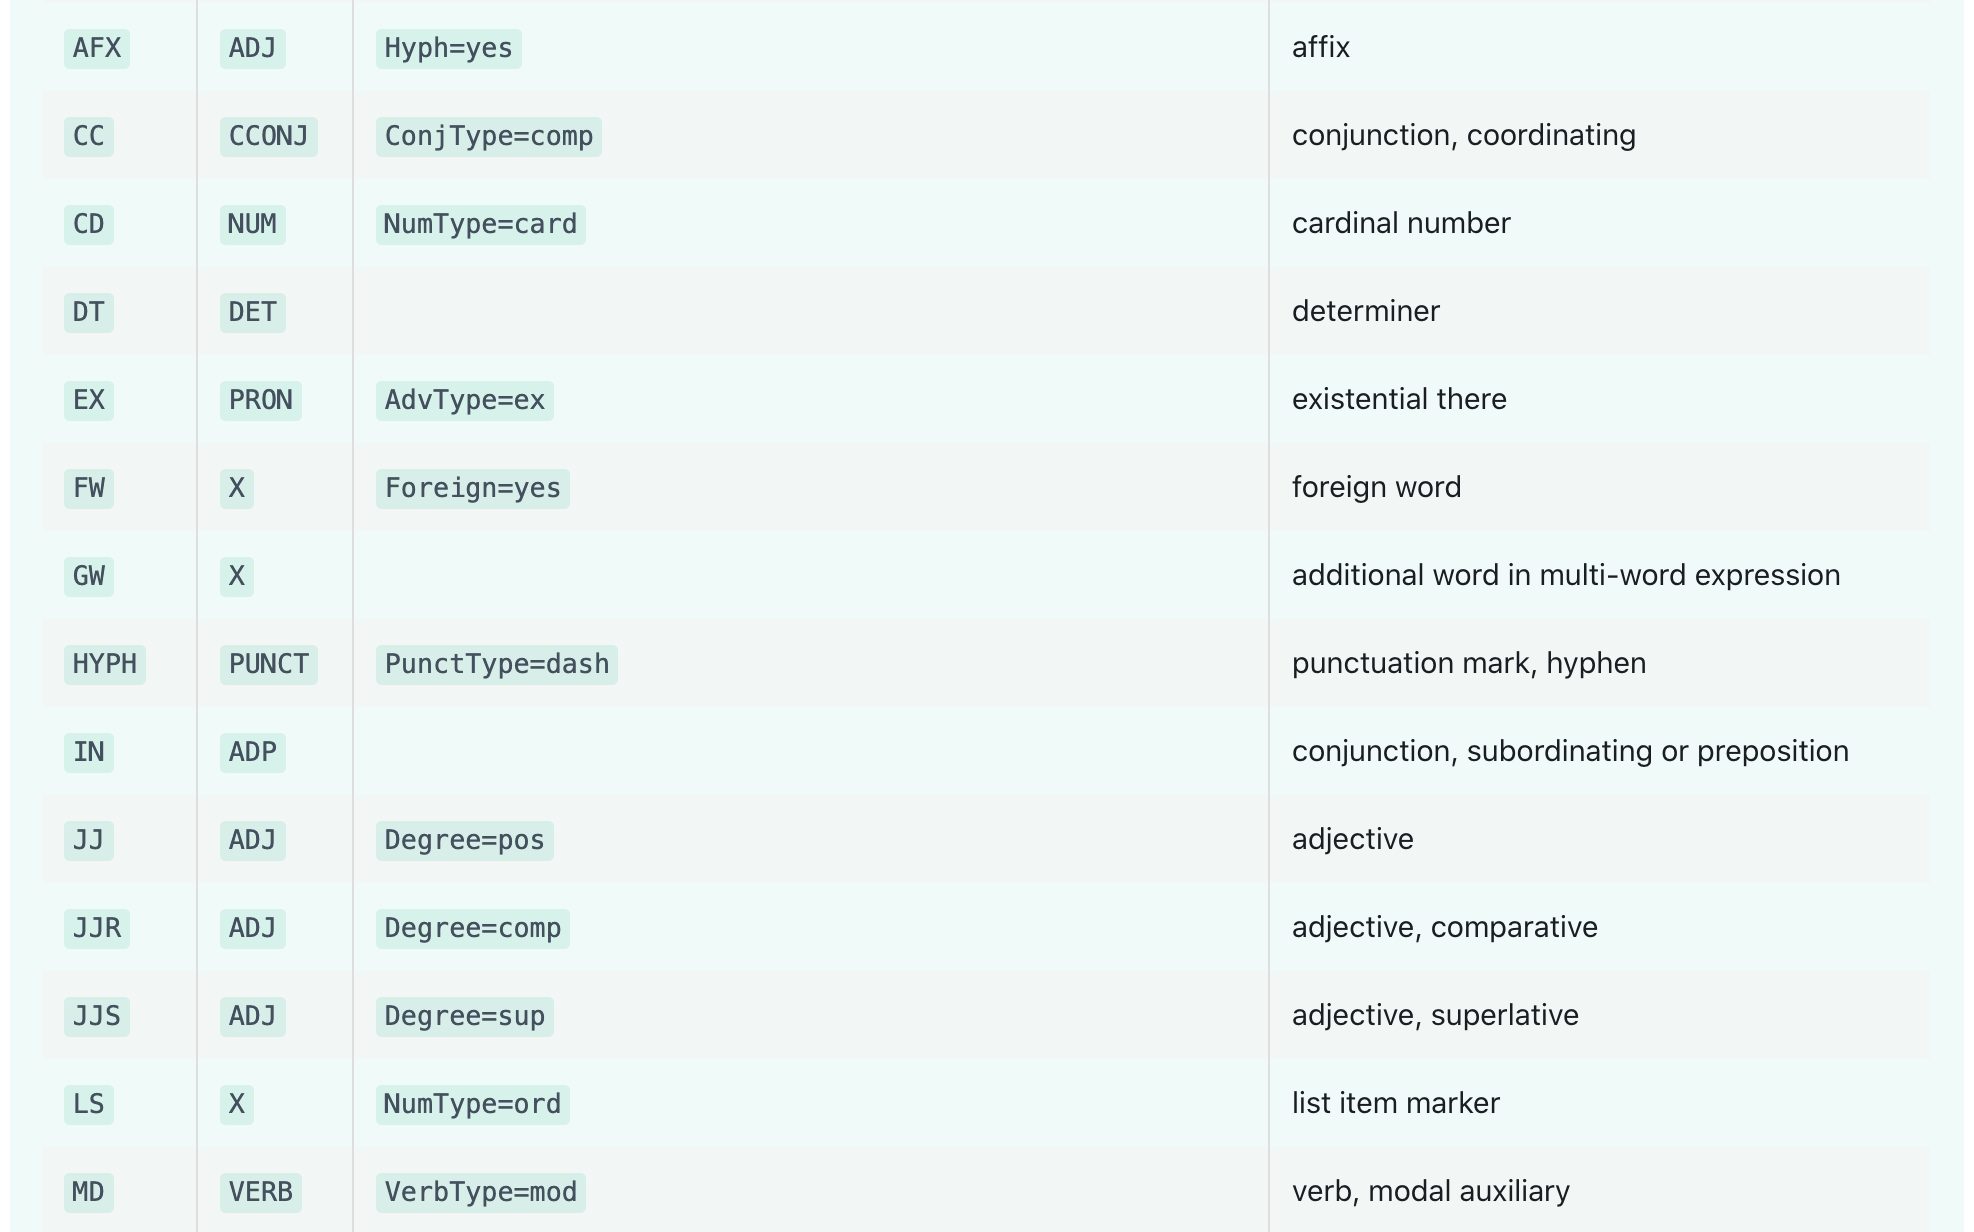 AFX ADJ Hyph=yes affix
CC CCONJ ConjType=comp conjunction, coordinating
CD NUM NumType=card cardinal number
DT DET determiner
EX PRON AdvType=ex existential there
FW X Foreign=yes foreign word
GW X additional word in multi-word expression
HYPH PUNCT PunctType=dash punctuation mark, hyphen
IN ADP conjunction, subordinating or preposition
JJ ADJ Degree=pos adjective
JJR ADJ Degree=comp adjective, comparative
JJS ADJ Degree=sup adjective, superlative
LS X NumType=ord list item marker
MD VERB VerbType=mod verb, modal auxiliary